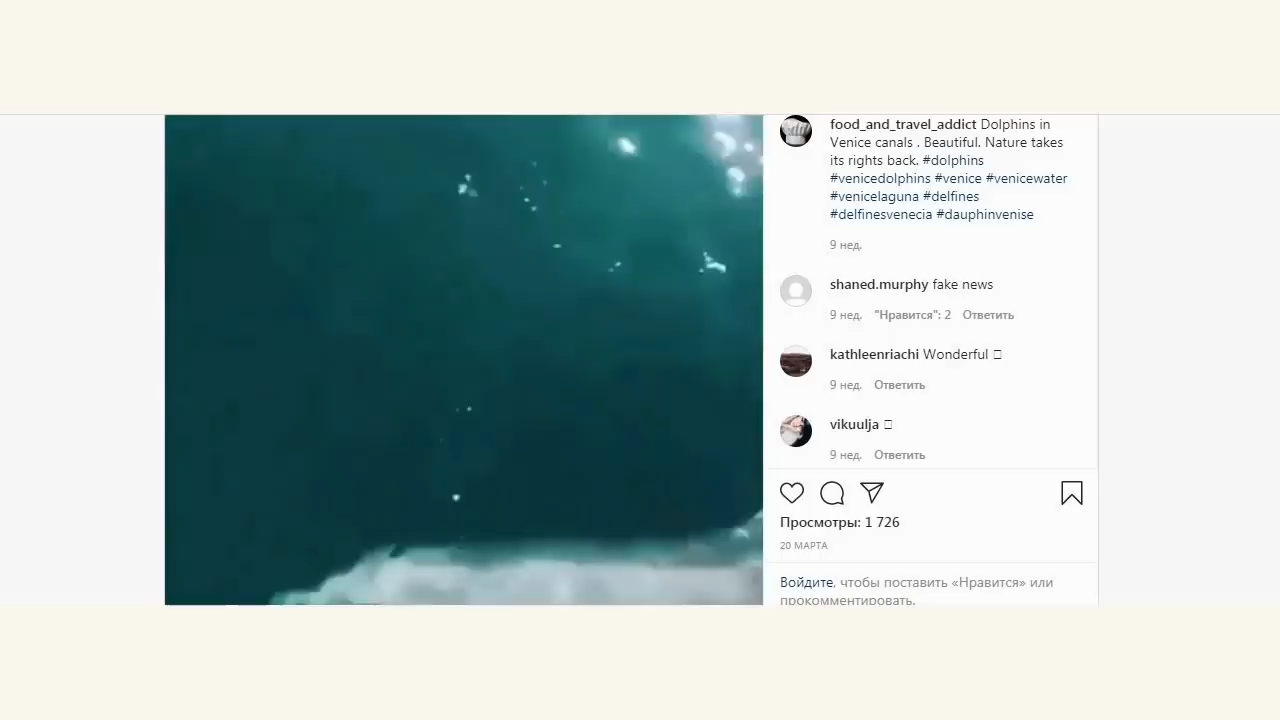 food_and_travel_addict Dolphins in
Venice canals . Beautiful. Nature takes
its rights back. #dolphins
#venicedolphins #venice #venicewater
#venicelaguna #delfines
#delfinesvenecia #dauphinvenise
9 нед.
shaned.murphy fake news
9 нед. "Нравится": 2 Ответить
kathleenriachi Wonderful
9 нед. Ответить
vikuulja
9 нед. Ответить
Просмотры: 1 726
20 МАРТА
Войдите, чтобы поставить «Нравится» или
прокомментировать.